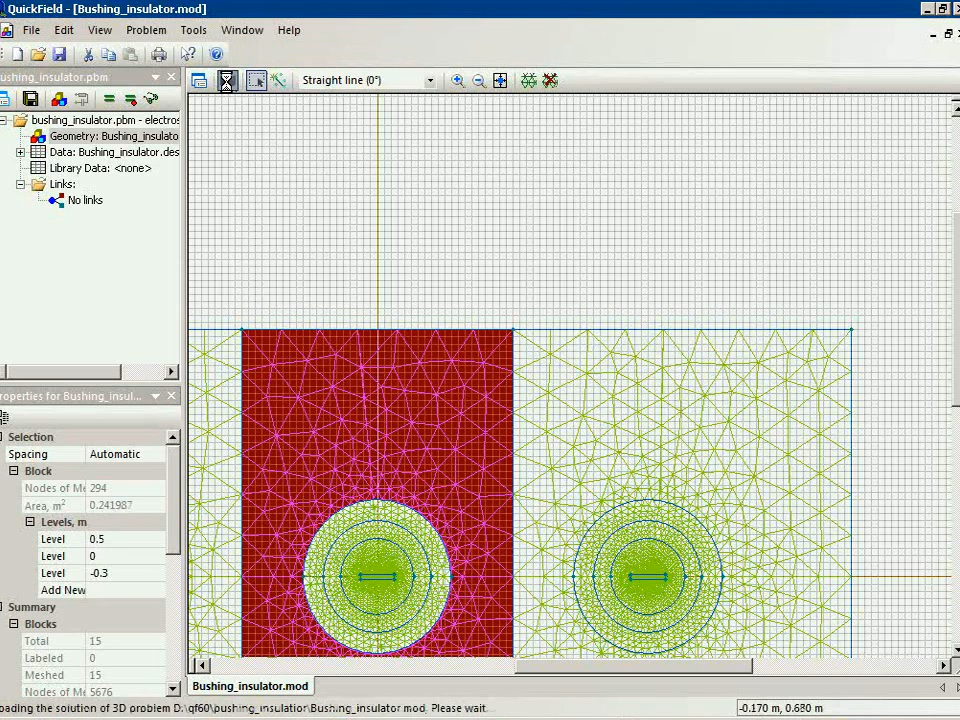 QuickField - [Bushing_insulator.mod]
File Edit View Problem Tools Window Help
ushing_insulator.pbm
Straight line (0°)
bushing_insulator.pbm - electros
Geometry: Bushing_insulato
Data: Bushing_insulator.des
Library Data: <none>
Links:
No links
roperties for Bushing_insul...
Selection
Spacing Automatic
Block
Nodes of Me 294
Area, m² 0.241987
Levels, m
Level 0.5
Level 0
Level -0.3
Add New
Summary
Blocks
Total 15
Labeled 0
Meshed 15
Nodes of Me 5676
Bushing_insulator.mod
oading the solution of 3D problem D:\qf60\bushing_insulation\Bushing_insulator.mod. Please wait...
-0.170 m, 0.680 m